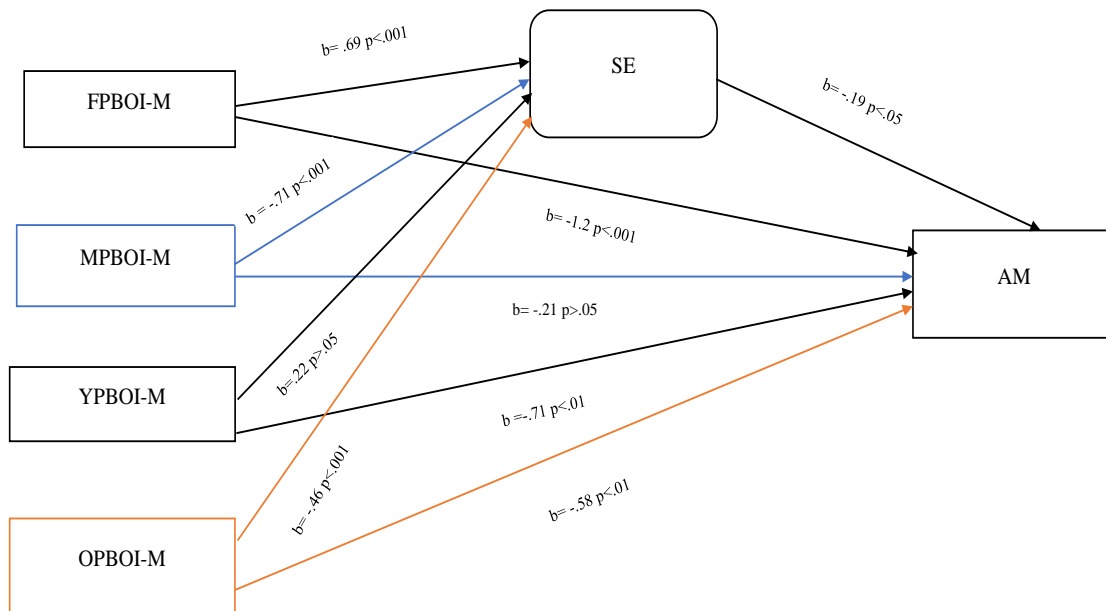 b= .69 p<.001
SE
FPBOI-M
b= -.19 p<.05
b = -.71 p<.001
b= -1.2 p<.001
MPBOI-M
AM
b= -.21 p>.05
b=.22 p>.05
YPBOI-M
b =-.71 p<.01
b= -.46 p<.001
b= -.58 p<.01
OPBOI-M